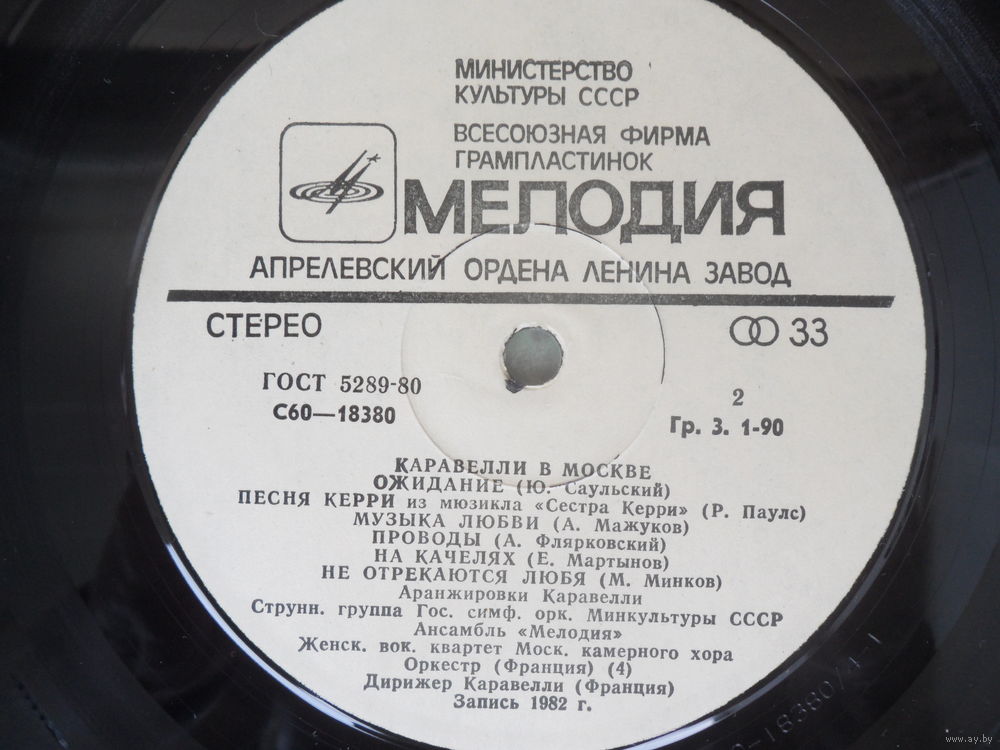 МИНИСТЕРСТВО
КУЛЬТУРЫ СССР
ВСЕСОЮЗНАЯ ФИРМА
ГРАМПЛАСТИНОК
МЕЛОДИЯ
АПРЕЛЕВСКИЙ ОРДЕНА ЛЕНИНА ЗАВОД
СТЕРЕО
33
ГОСТ 5289-80
С60—18380
2
Гр. 3. 1-90
КАРАВЕЛЛИ В МОСКВЕ
ОЖИДАНИЕ (Ю. Саульский)
ПЕСНЯ КЕРРИ из мюзикла «Сестра Керри» (Р. Паулс)
МУЗЫКА ЛЮБВИ (А. Мажуков)
ПРОВОДЫ (А. Флярковский)
НА КАЧЕЛЯХ (Е. Мартынов)
НЕ ОТРЕКАЮТСЯ ЛЮБЯ (М. Минков)
Аранжировки Каравелли
Струнн. группа Гос. симф. орк. Минкультуры СССР
Ансамбль «Мелодия»
Женск. вок. квартет Моск. камерного хора
Оркестр (Франция) (4)
Дирижер Каравелли (Франция)
Запись 1982 г.
www.ay.by